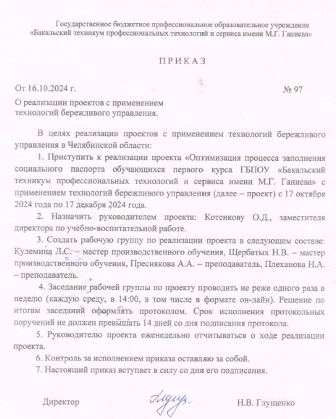 Государственное бюджетное профессиональное образовательное учреждение
«Бакальский техникум профессиональных технологий и сервиса имени М.Г. Ганиева»
ПРИКАЗ
От 16.10.2024 г. № 97
О реализации проектов с применением
технологий бережливого управления.
В целях реализации проектов с применением технологий бережливого
управления в Челябинской области:
1. Приступить к реализации проекта «Оптимизация процесса заполнения
социального паспорта обучающихся первого курса ГБПОУ «Бакальский
техникум профессиональных технологий и сервиса имени М.Г. Ганиева» с
применением технологий бережливого управления (далее – проект) с 17 октября
2024 года по 17 декабря 2024 года.
2. Назначить руководителем проекта: Котенкову О.Д., заместителя
директора по учебно-воспитательной работе.
3. Создать рабочую группу по реализации проекта в следующем составе:
Кулемина Л.С. – мастер производственного обучения, Щербатых Н.В. – мастер
производственного обучения, Преснякова А.А. – преподаватель, Плеханова Н.А.
– преподаватель.
4. Заседание рабочей группы по проекту проводить не реже одного раза в
неделю (каждую среду, в 14:00, в том числе в формате он-лайн). Решение по
итогам заседаний оформлять протоколом. Срок исполнения протокольных
поручений не должен превышать 14 дней со дня подписания протокола.
5. Руководителю проекта еженедельно отчитываться о ходе реализации
проекта.
6. Контроль за исполнением приказа оставляю за собой.
7. Настоящий приказ вступает в силу со дня его подписания.
Директор Н.В. Глушенко